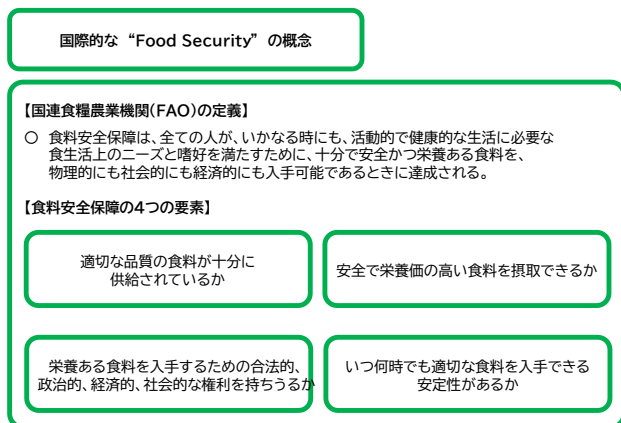 国際的な“Food Security”の概念
【国連食糧農業機関(FAO)の定義】
○ 食料安全保障は、全ての人が、いかなる時にも、活動的で健康的な生活に必要な
食生活上のニーズと嗜好を満たすために、十分で安全かつ栄養ある食料を、
物理的にも社会的にも経済的にも入手可能であるときに達成される。
【食料安全保障の4つの要素】
適切な品質の食料が十分に
供給されているか
安全で栄養価の高い食料を摂取できるか
栄養ある食料を入手するための合法的、
政治的、経済的、社会的な権利を持ちうるか
いつ何時でも適切な食料を入手できる
安定性があるか